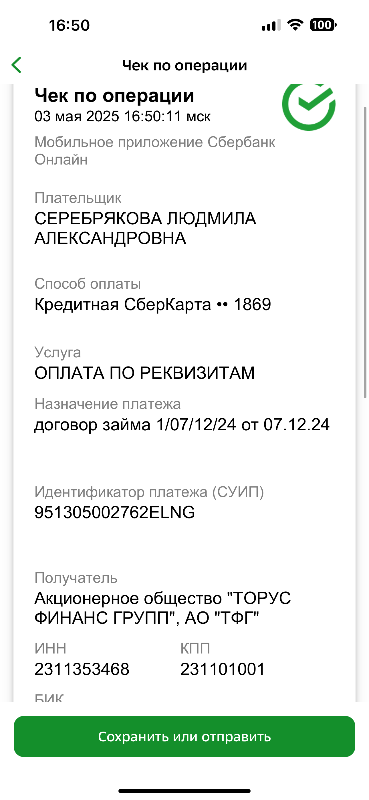 16:50
100
Чек по операции
Чек по операции
03 мая 2025 16:50:11 мск
Мобильное приложение Сбербанк
Онлайн
Плательщик
СЕРЕБРЯКОВА ЛЮДМИЛА
АЛЕКСАНДРОВНА
Способ оплаты
Кредитная СберКарта •• 1869
Услуга
ОПЛАТА ПО РЕКВИЗИТАМ
Назначение платежа
договор займа 1/07/12/24 от 07.12.24
Идентификатор платежа (СУИП)
951305002762ELNG
Получатель
Акционерное общество "ТОРУС
ФИНАНС ГРУПП", АО "ТФГ"
ИНН КПП
2311353468 231101001
БИК
Сохранить или отправить